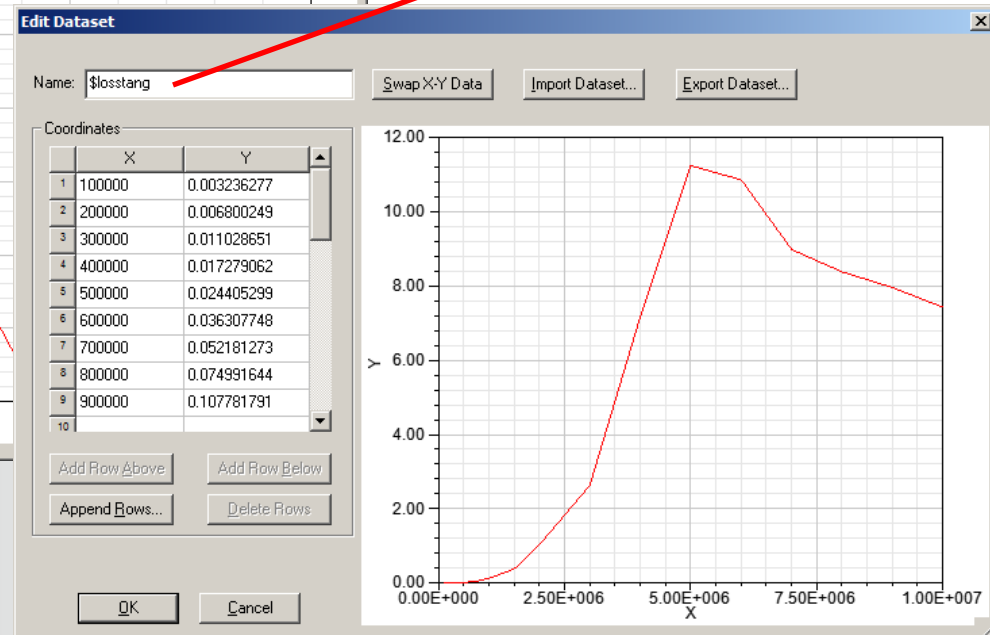 Edit Dataset
Name: $losstang Swap X-Y Data Import Dataset... Export Dataset...
Coordinates
X Y
1 100000 0.003236277
2 200000 0.006800249
3 300000 0.011028651
4 400000 0.017279062
5 500000 0.024405299
6 600000 0.036307748
7 700000 0.052181273
8 800000 0.074991644
9 900000 0.107781791
10
Add Row Above Add Row Below
Append Rows... Delete Rows
OK Cancel
12.00
10.00
8.00
6.00
Y
4.00
2.00
0.00
0.00E+000 2.50E+006 5.00E+006 7.50E+006 1.00E+007
X